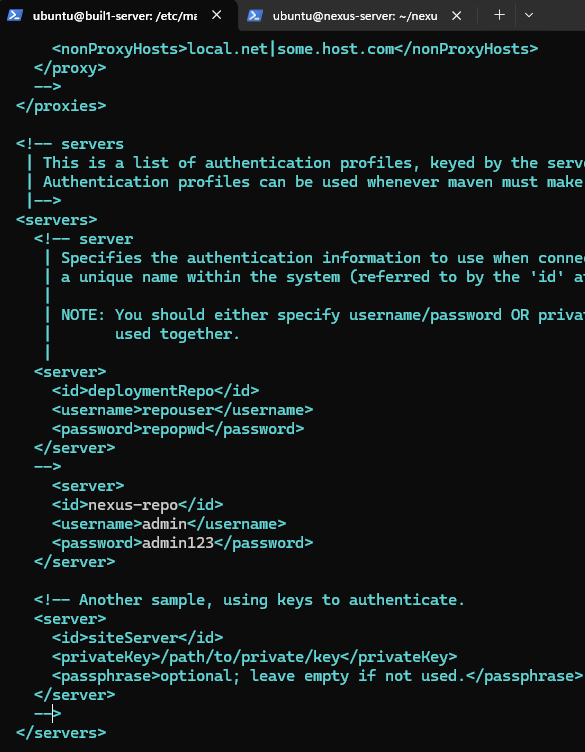 ubuntu@buil1-server: /etc/ma
ubuntu@nexus-server: ~/nexu
<nonProxyHosts>local.net|some.host.com</nonProxyHosts>
</proxy>
-->
</proxies>
<!-- servers
| This is a list of authentication profiles, keyed by the serv
| Authentication profiles can be used whenever maven must make
|-->
<servers>
<!-- server
| Specifies the authentication information to use when conne
| a unique name within the system (referred to by the 'id' a
|
| NOTE: You should either specify username/password OR priva
| used together.
|
<server>
<id>deploymentRepo</id>
<username>repouser</username>
<password>repopwd</password>
</server>
-->
<server>
<id>nexus-repo</id>
<username>admin</username>
<password>admin123</password>
</server>
<!-- Another sample, using keys to authenticate.
<server>
<id>siteServer</id>
<privateKey>/path/to/private/key</privateKey>
<passphrase>optional; leave empty if not used.</passphrase>
</server>
-->
</servers>